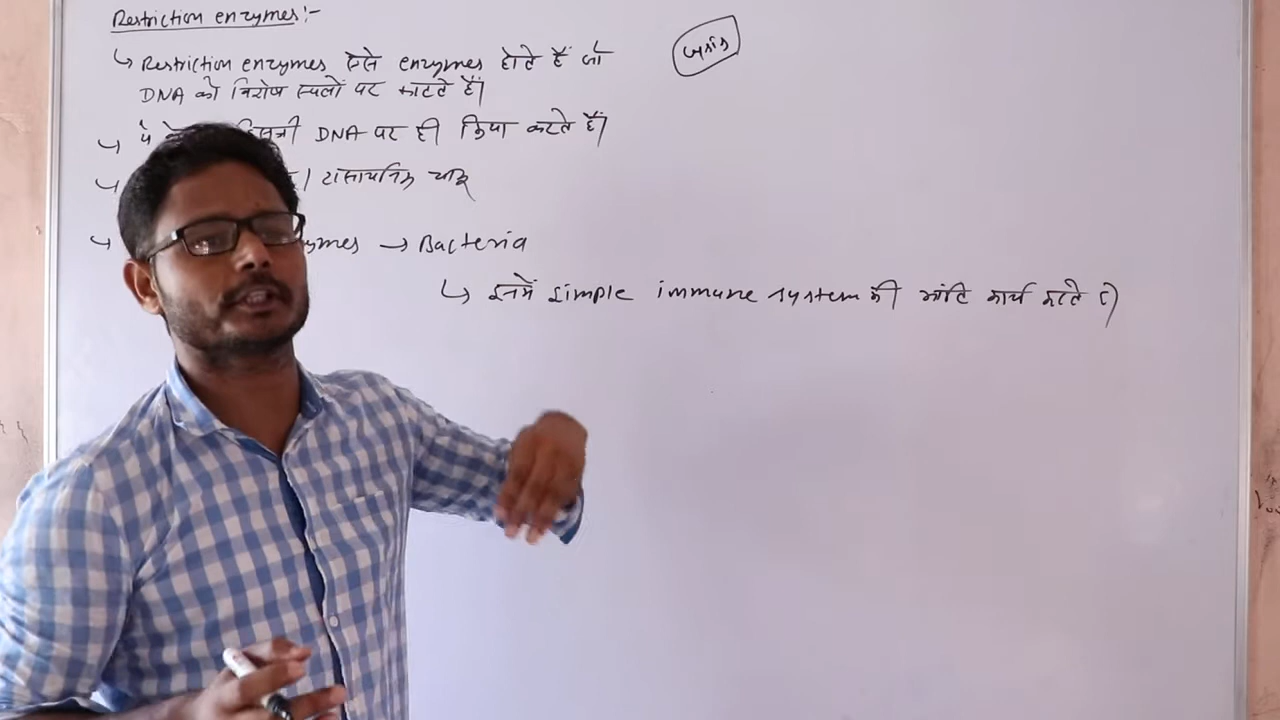 Restriction enzymes :-
↳ Restriction enzymes ऐसे enzymes होते हैं जो
DNA को विशेष स्थलों पर काटते हैं।
↳ ये DNA पर ही क्रिया करते हैं।
↳ / रासायनिक चाकू
↳ ymes → Bacteria
↳ इनमें simple immune system की भांति कार्य करते हैं